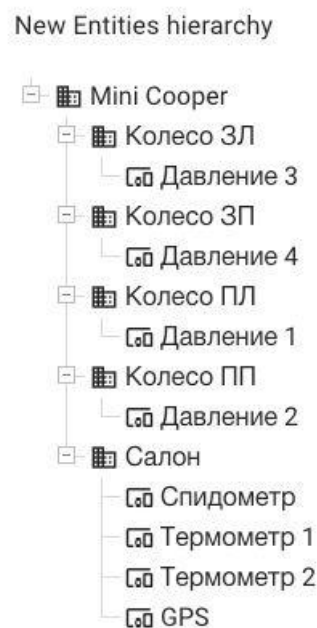 New Entities hierarchy
Mini Cooper
Колесо ЗЛ
Давление 3
Колесо ЗП
Давление 4
Колесо ПЛ
Давление 1
Колесо ПП
Давление 2
Салон
Спидометр
Термометр 1
Термометр 2
GPS